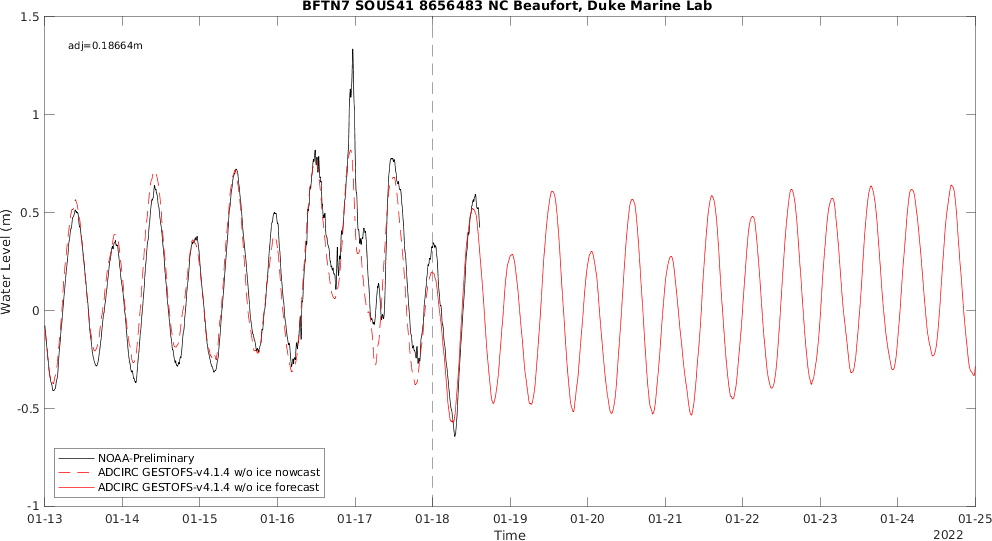 BFTN7 SOUS41 8656483 NC Beaufort, Duke Marine Lab
1.5
adj=0.18664m
1
0.5
0
-0.5
-1
Water Level (m)
NOAA-Preliminary
ADCIRC GESTOFS-v4.1.4 w/o ice nowcast
ADCIRC GESTOFS-v4.1.4 w/o ice forecast
01-13 01-14 01-15 01-16 01-17 01-18 01-19 01-20 01-21 01-22 01-23 01-24 01-25
Time
2022